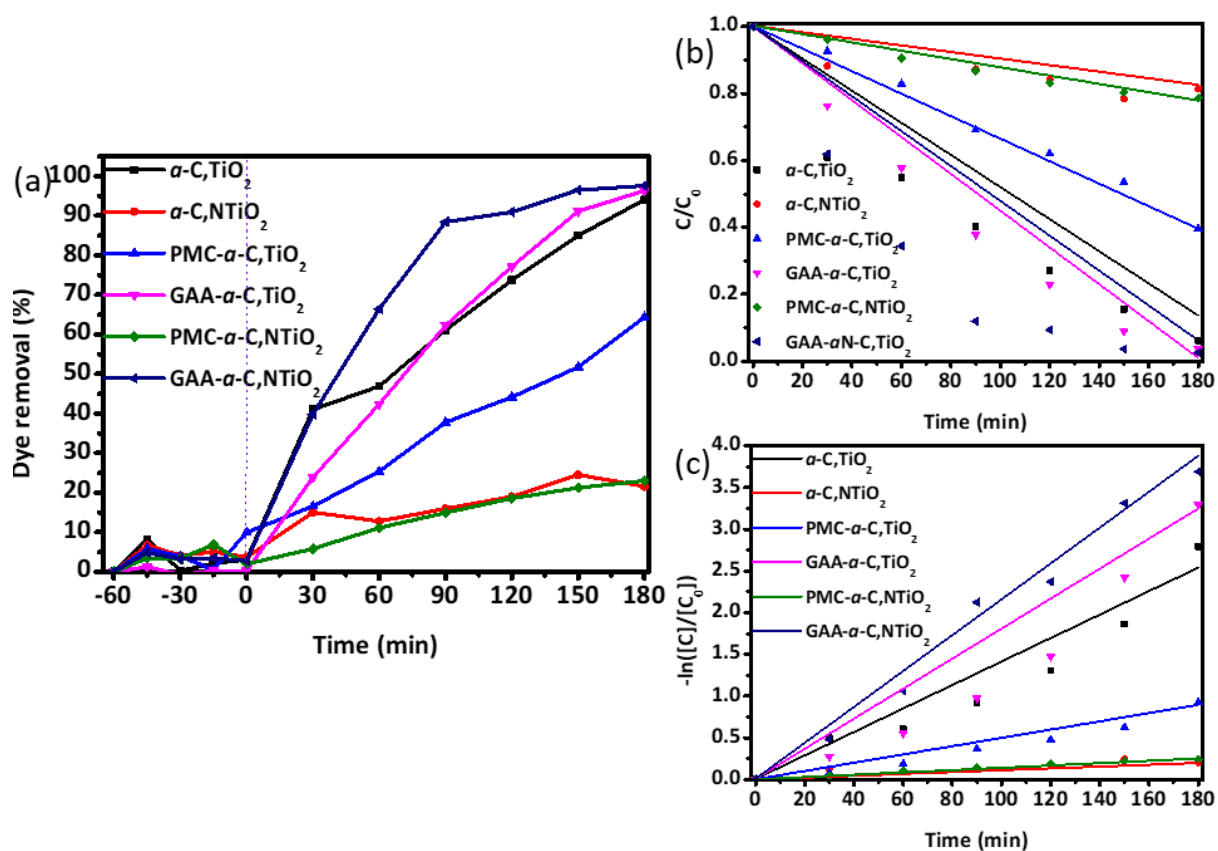 (a)
Dye removal (%)
100
90
80
70
60
50
40
30
20
10
0
a-C,TiO₂
a-C,NTiO₂
PMC-a-C,TiO₂
GAA-a-C,TiO₂
PMC-a-C,NTiO₂
GAA-a-C,NTiO₂
-60 -30 0 30 60 90 120 150 180
Time (min)
(b)
C/C₀
1.0
0.8
0.6
0.4
0.2
0.0
a-C,TiO₂
a-C,NTiO₂
PMC-a-C,TiO₂
GAA-a-C,TiO₂
PMC-a-C,NTiO₂
GAA-aN-C,TiO₂
0 20 40 60 80 100 120 140 160 180
Time (min)
(c)
-ln([C]/[C₀])
4.0
3.5
3.0
2.5
2.0
1.5
1.0
0.5
0.0
a-C,TiO₂
a-C,NTiO₂
PMC-a-C,TiO₂
GAA-a-C,TiO₂
PMC-a-C,NTiO₂
GAA-a-C,NTiO₂
0 20 40 60 80 100 120 140 160 180
Time (min)